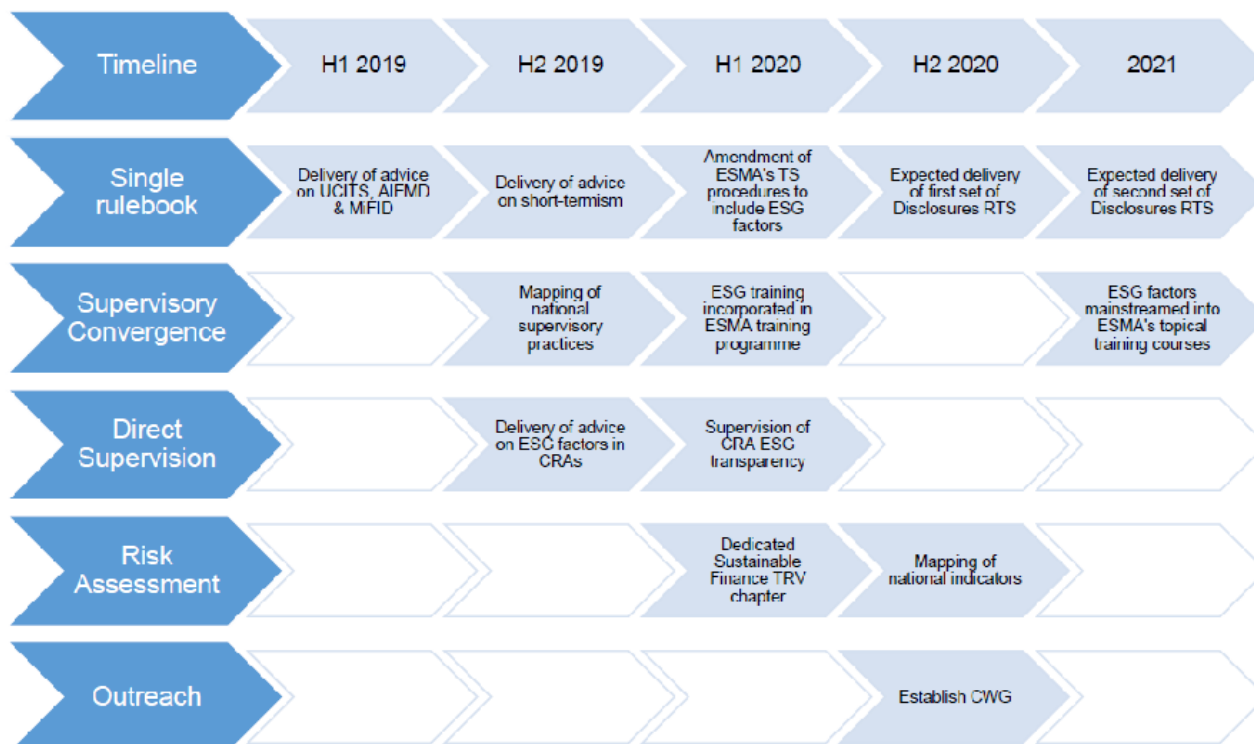 Timeline
H1 2019
H2 2019
H1 2020
H2 2020
2021
Single
rulebook
Delivery of advice
on UCITS, AIFMD
& MiFID
Delivery of advice
on short-termism
Amendment of
ESMA's TS
procedures to
include ESG
factors
Expected delivery
of first set of
Disclosures RTS
Expected delivery
of second set of
Disclosures RTS
Supervisory
Convergence
Mapping of
national
supervisory
practices
ESG training
incorporated in
ESMA training
programme
ESG factors
mainstreamed into
ESMA's topical
training courses
Direct
Supervision
Delivery of advice
on ESG factors in
CRAs
Supervision of
CRA ESG
transparency
Risk
Assessment
Dedicated
Sustainable
Finance TRV
chapter
Mapping of
national indicators
Outreach
Establish CWG